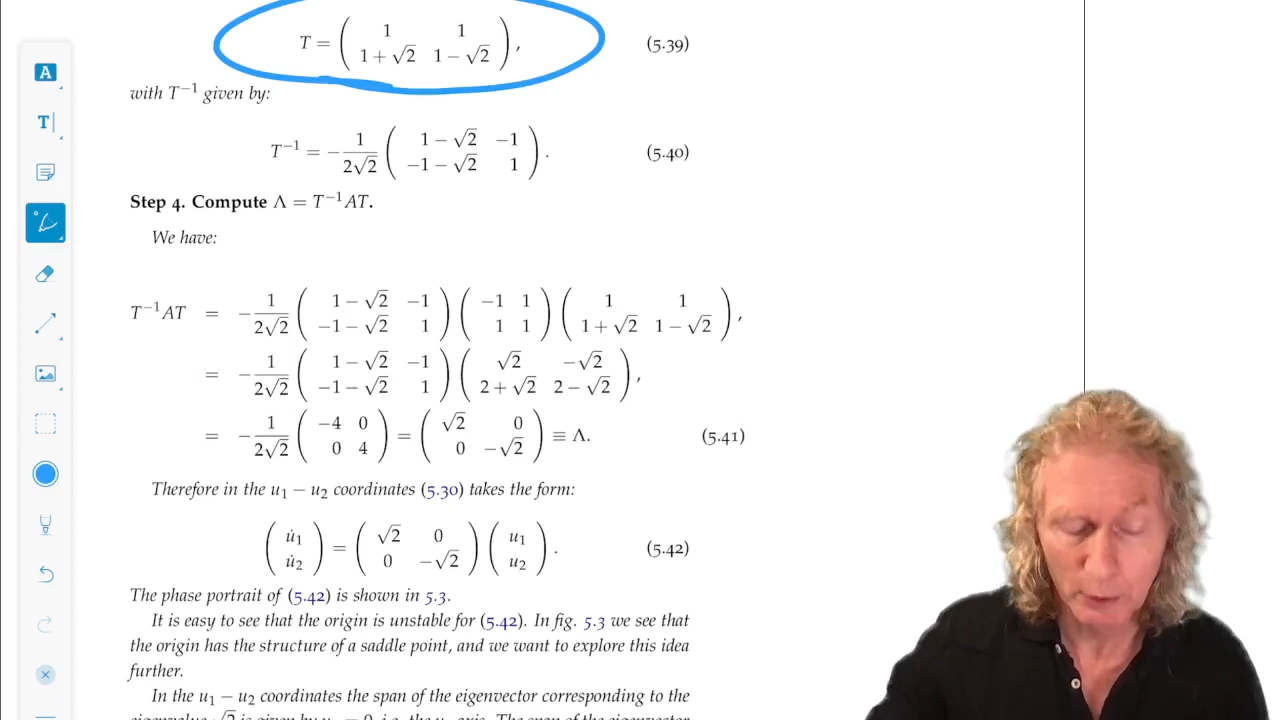 T = ( 1 1
1 + √2 1 − √2 ), (5.39)
with T⁻¹ given by:
T⁻¹ = − 1/2√2 ( 1 − √2 −1
−1 − √2 1 ). (5.40)
Step 4. Compute Λ = T⁻¹AT.
We have:
T⁻¹AT = − 1/2√2 ( 1 − √2 −1
−1 − √2 1 ) ( −1 1
1 1 ) ( 1 1
1 + √2 1 − √2 ),
= − 1/2√2 ( 1 − √2 −1
−1 − √2 1 ) ( √2 −√2
2 + √2 2 − √2 ),
= − 1/2√2 ( −4 0
0 4 ) = ( √2 0
0 −√2 ) ≡ Λ. (5.41)
Therefore in the u₁ − u₂ coordinates (5.30) takes the form:
( u̇₁
u̇₂ ) = ( √2 0
0 −√2 ) ( u₁
u₂ ). (5.42)
The phase portrait of (5.42) is shown in 5.3.
It is easy to see that the origin is unstable for (5.42). In fig. 5.3 we see that
the origin has the structure of a saddle point, and we want to explore this idea
further.
In the u₁ − u₂ coordinates the span of the eigenvector corresponding to the
A
T